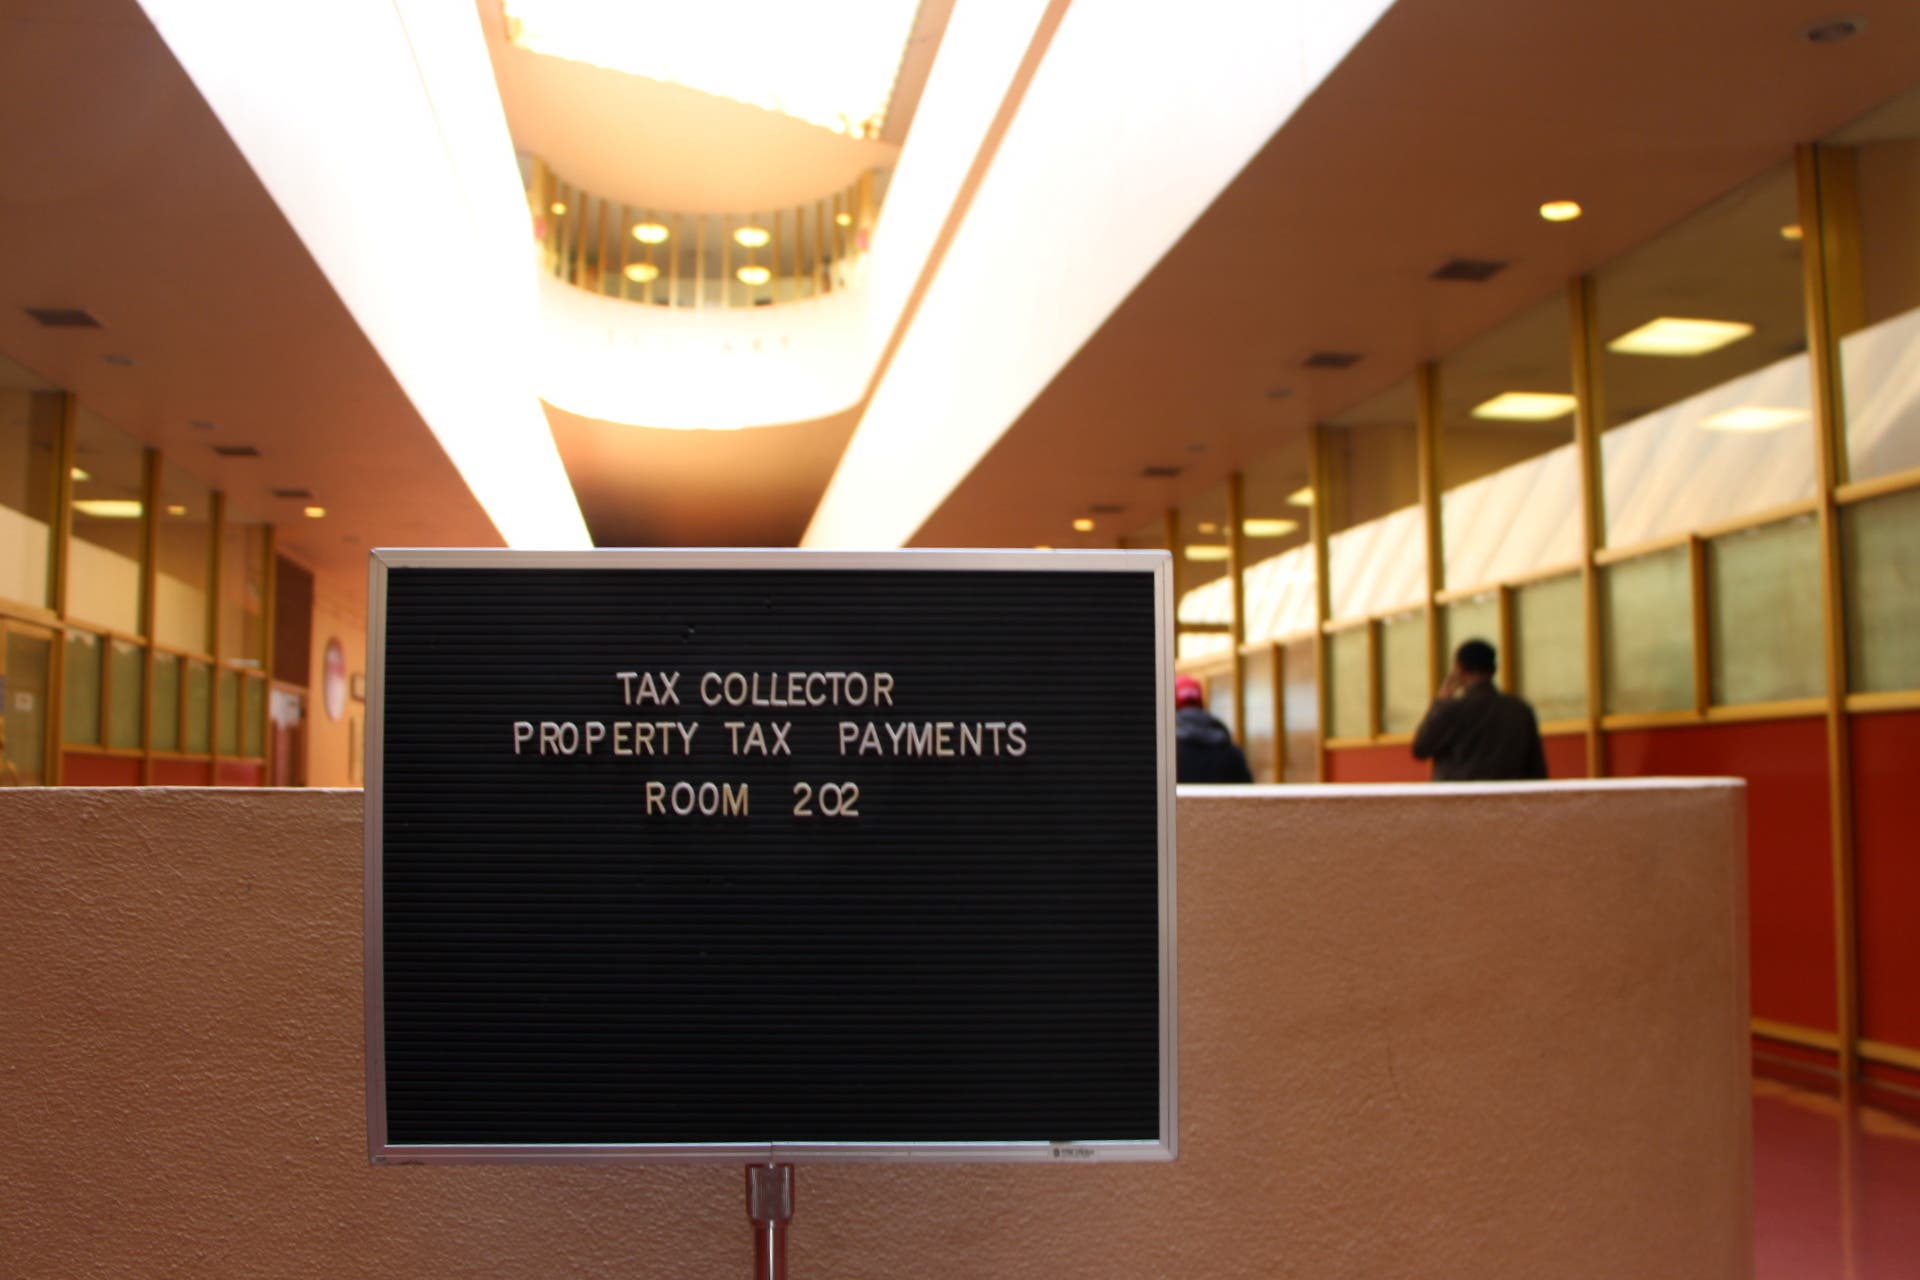 TAX COLLECTOR
PROPERTY TAX PAYMENTS
ROOM 202